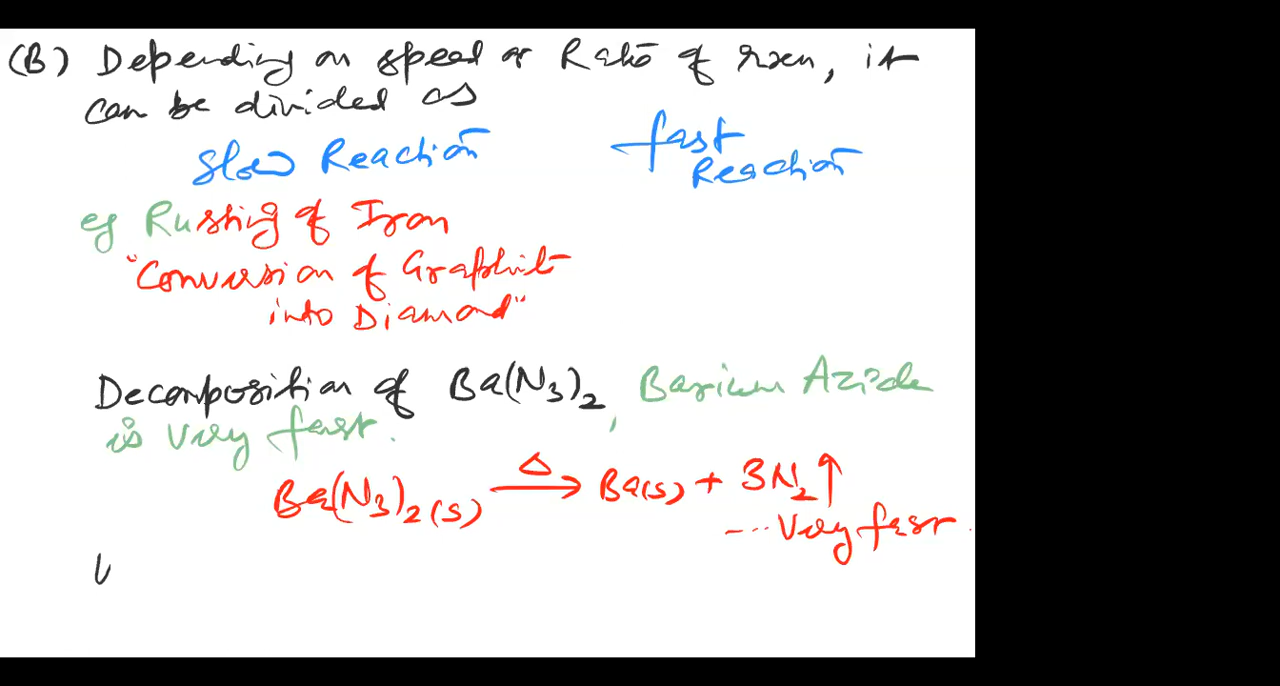 (B) Depending on speed or Rate of rxn, it
can be divided as
Slow Reaction fast
Reaction
eg Rusting of Iron
"Conversion of Graphite
into Diamond"
Decomposition of Ba(N3)2, Barium Azide
is very fast.
Ba(N3)2(s) Δ→ Ba(s) + 3N2↑
---Very fast.